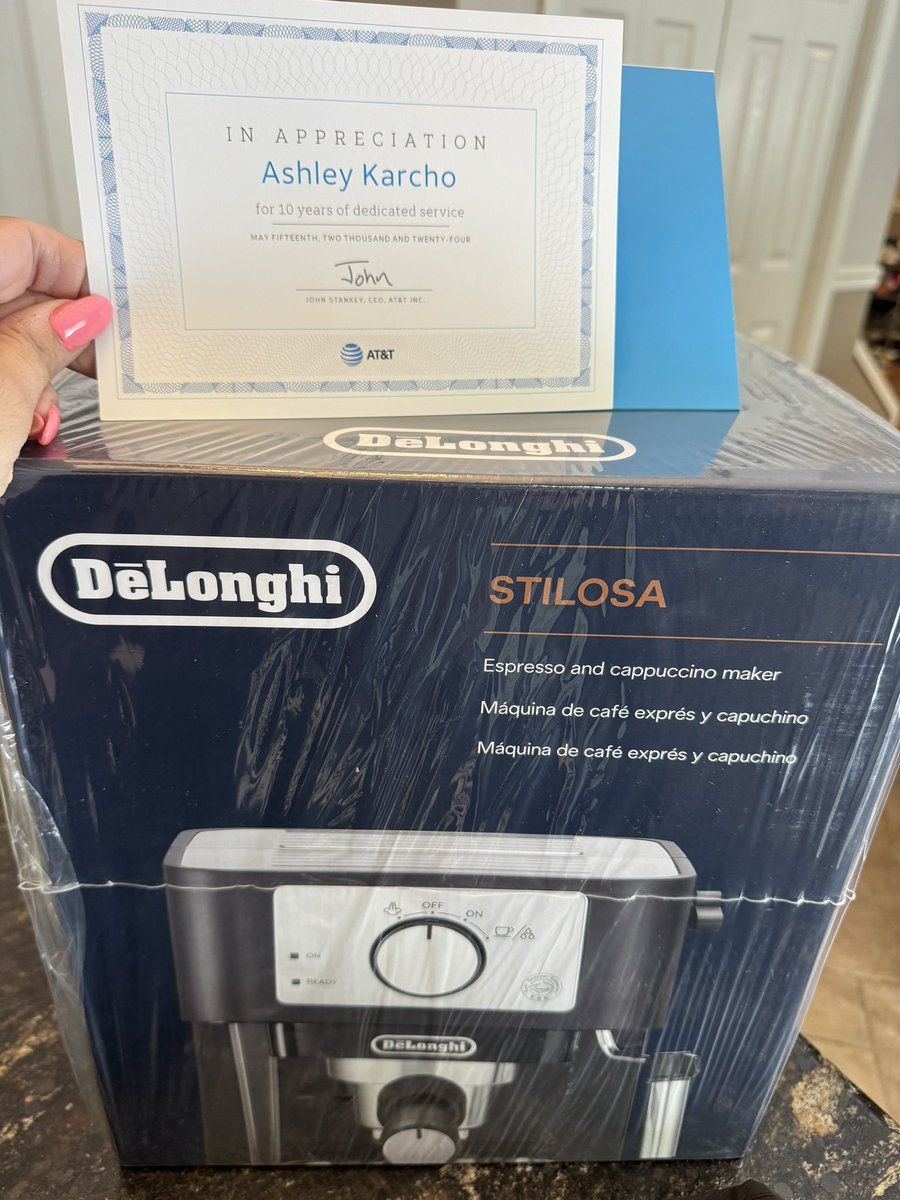 IN APPRECIATION
Ashley Karcho
for 10 years of dedicated service
MAY FIFTEENTH, TWO THOUSAND AND TWENTY-FOUR
John
JOHN STANKEY, CEO, AT&T INC.
AT&T
DēLonghi
DēLonghi
STILOSA
Espresso and cappuccino maker
Máquina de café exprés y capuchino
Máquina de café exprés y capuchino
OFF
ON
ON
READY
DēLonghi